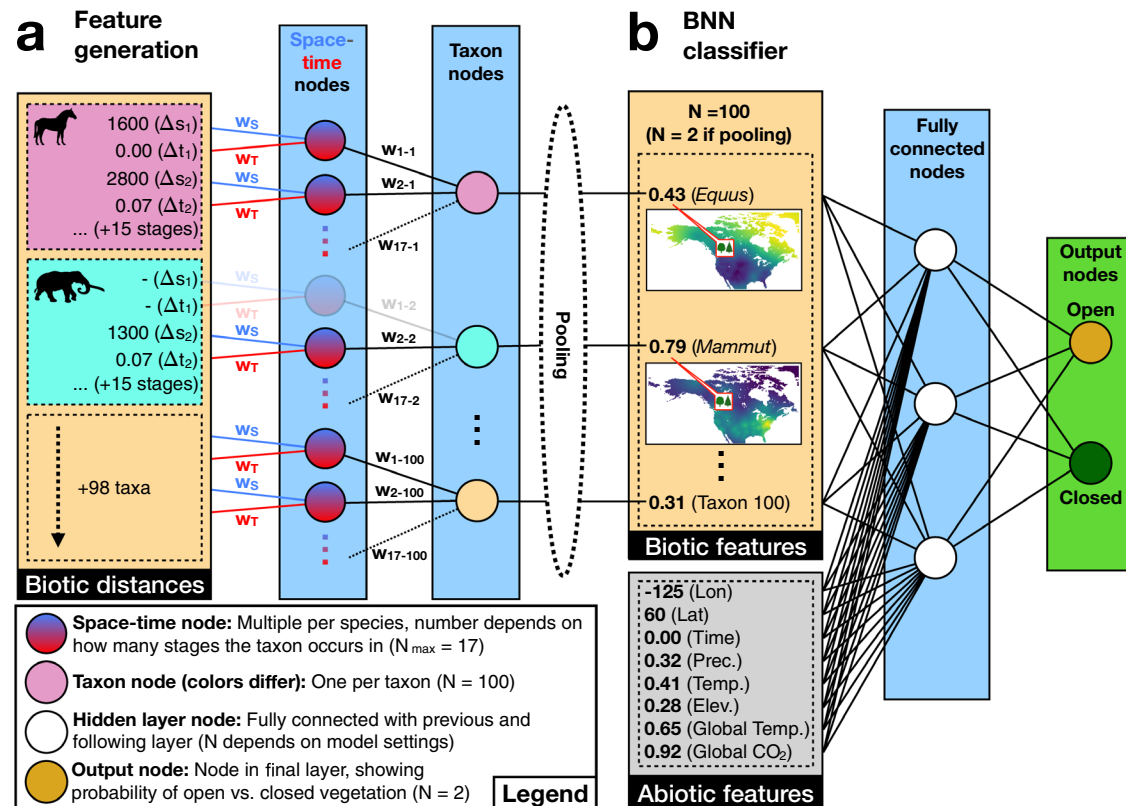 a
Feature
generation
Space-
time
nodes
Taxon
nodes
1600 (Δs₁)
0.00 (Δt₁)
2800 (Δs₂)
0.07 (Δt₂)
... (+15 stages)
- (Δs₁)
- (Δt₁)
1300 (Δs₂)
0.07 (Δt₂)
... (+15 stages)
+98 taxa
Biotic distances
wS
wT
wS
wT
wS
wT
wS
wT
wS
wT
wS
wT
w1-1
w2-1
w17-1
w1-2
w2-2
w17-2
w1-100
w2-100
w17-100
Pooling
b
BNN
classifier
N =100
(N = 2 if pooling)
0.43 (Equus)
0.79 (Mammut)
0.31 (Taxon 100)
Biotic features
-125 (Lon)
60 (Lat)
0.00 (Time)
0.32 (Prec.)
0.41 (Temp.)
0.28 (Elev.)
0.65 (Global Temp.)
0.92 (Global CO₂)
Abiotic features
Fully
connected
nodes
Output
nodes
Open
Closed
Space-time node: Multiple per species, number depends on
how many stages the taxon occurs in (N max = 17)
Taxon node (colors differ): One per taxon (N = 100)
Hidden layer node: Fully connected with previous and
following layer (N depends on model settings)
Output node: Node in final layer, showing
probability of open vs. closed vegetation (N = 2)
Legend